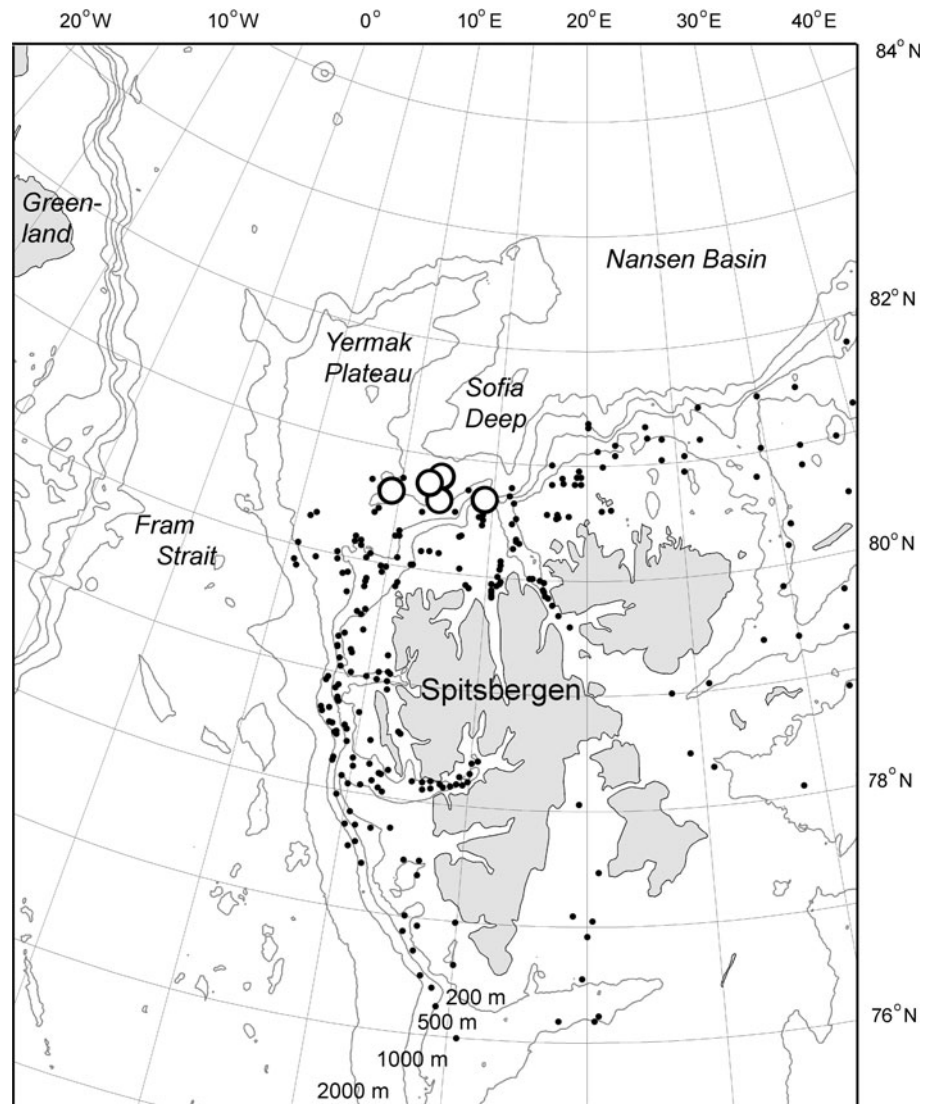 20°W 10°W 0° 10°E 20°E 30°E 40°E
84°N
Green-
land
Nansen Basin
82°N
Yermak
Plateau
Sofia
Deep
Fram
Strait
80°N
Spitsbergen
78°N
200 m
500 m
76°N
1000 m
2000 m